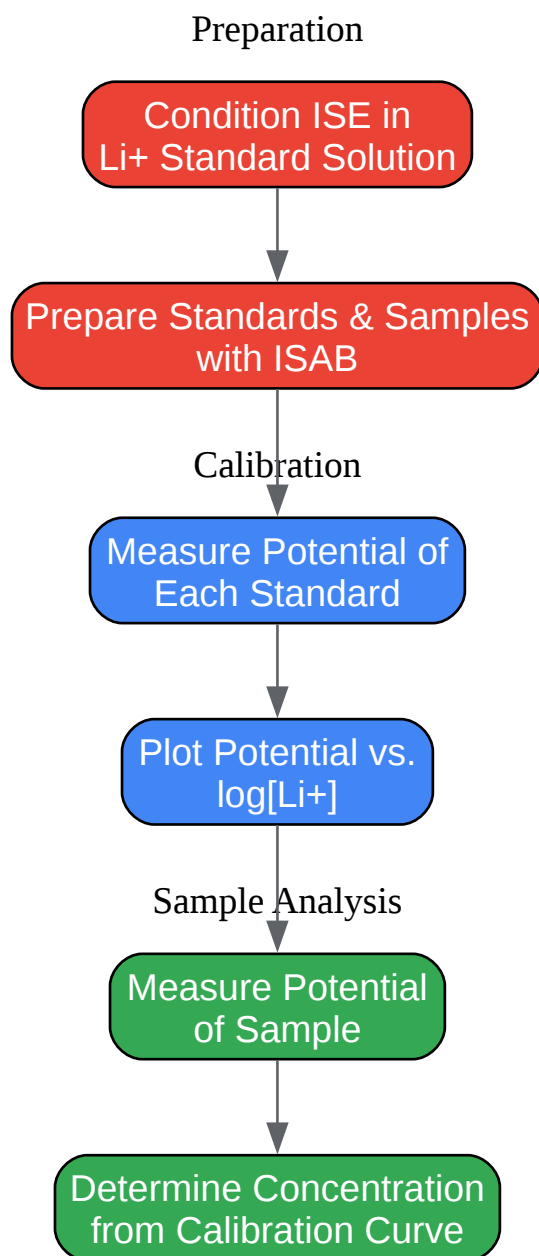 Preparation
Condition ISE in
Li+ Standard Solution
Prepare Standards & Samples
with ISAB
Calibration
Measure Potential of
Each Standard
Plot Potential vs.
log[Li+]
Sample Analysis
Measure Potential
of Sample
Determine Concentration
from Calibration Curve